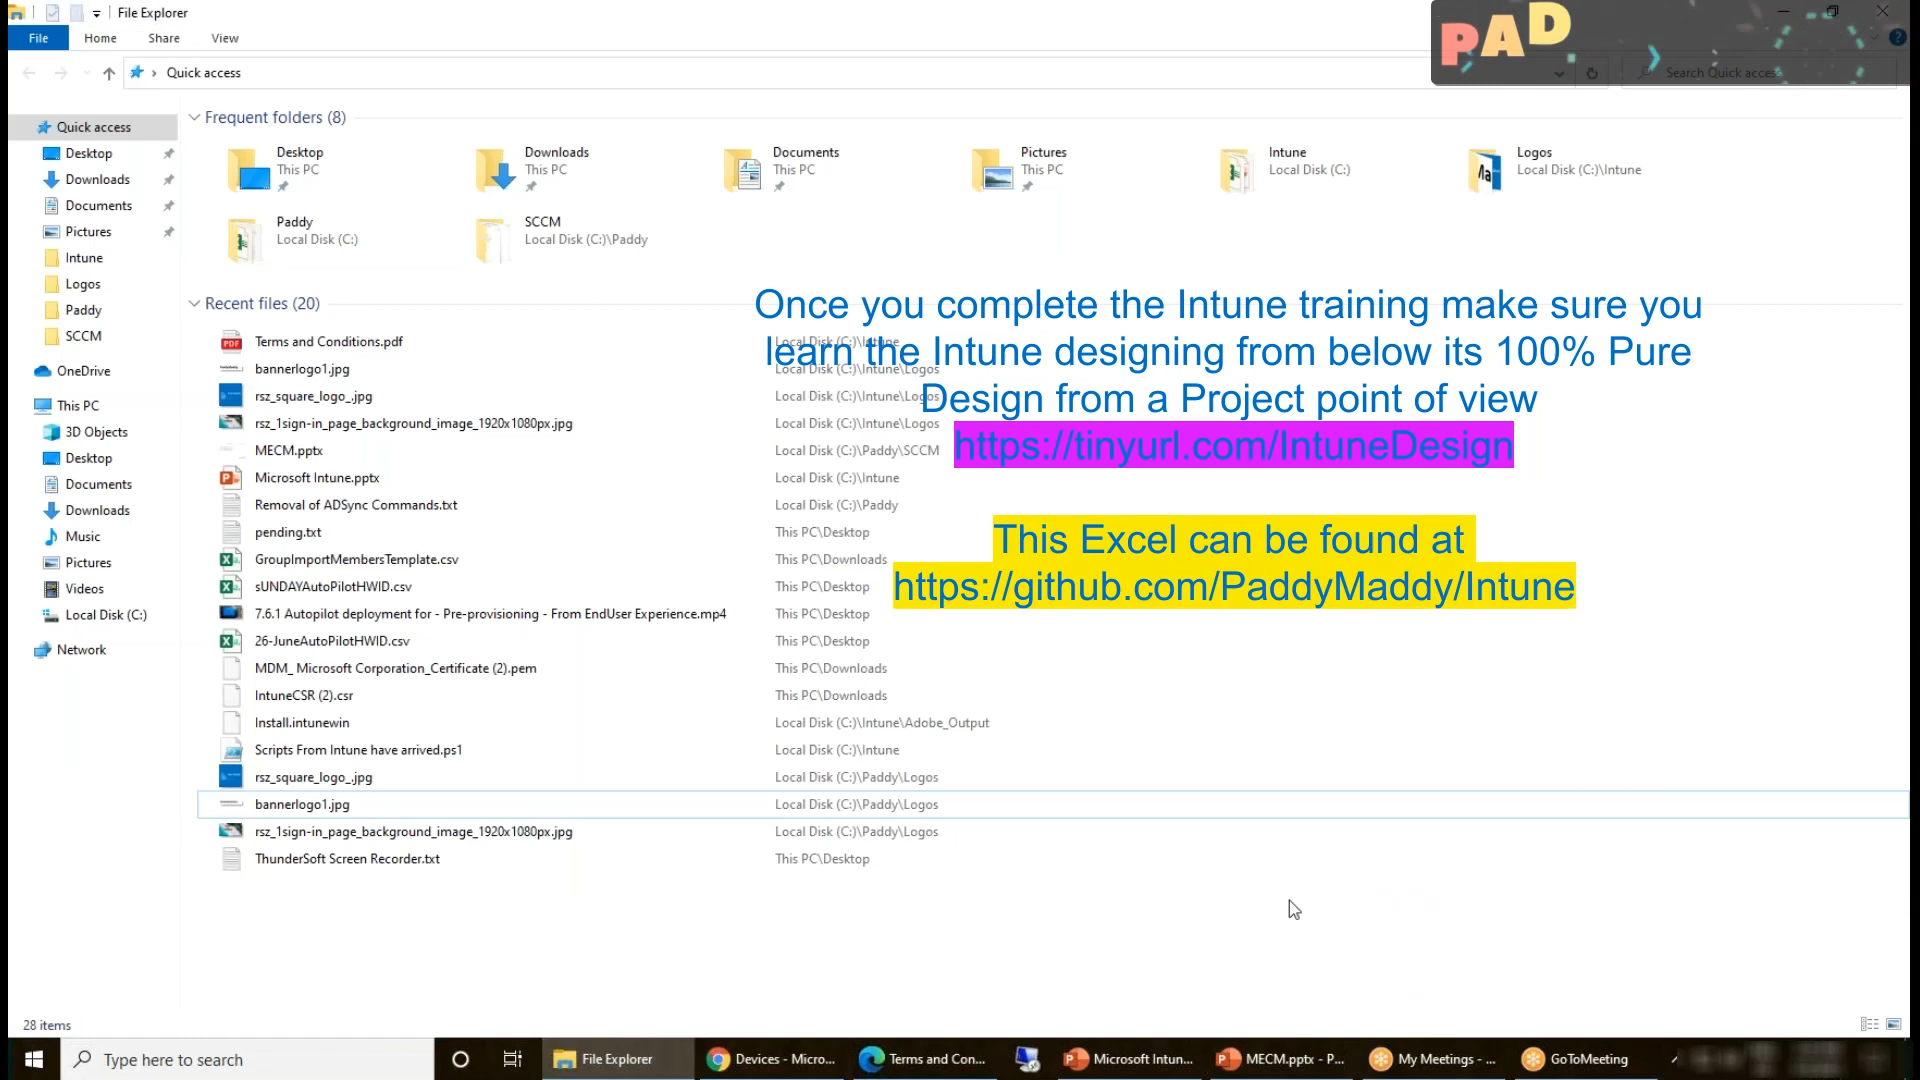 File Explorer
File Home Share View
Quick access
Search Quick access
PAD
Quick access
Desktop
Downloads
Documents
Pictures
Intune
Logos
Paddy
SCCM
OneDrive
This PC
3D Objects
Desktop
Documents
Downloads
Music
Pictures
Videos
Local Disk (C:)
Network
Frequent folders (8)
Desktop
This PC
Downloads
This PC
Documents
This PC
Pictures
This PC
Intune
Local Disk (C:)
Logos
Local Disk (C:)\Intune
Paddy
Local Disk (C:)
SCCM
Local Disk (C:)\Paddy
Recent files (20)
Terms and Conditions.pdf Local Disk (C:)\Intune
bannerlogo1.jpg Local Disk (C:)\Intune\Logos
rsz_square_logo_.jpg Local Disk (C:)\Intune\Logos
rsz_1sign-in_page_background_image_1920x1080px.jpg Local Disk (C:)\Intune\Logos
MECM.pptx Local Disk (C:)\Paddy\SCCM
Microsoft Intune.pptx Local Disk (C:)\Intune
Removal of ADSync Commands.txt Local Disk (C:)\Paddy
pending.txt This PC\Desktop
GroupImportMembersTemplate.csv This PC\Downloads
sUNDAYAutoPilotHWID.csv This PC\Desktop
7.6.1 Autopilot deployment for - Pre-provisioning - From EndUser Experience.mp4 This PC\Desktop
26-JuneAutoPilotHWID.csv This PC\Desktop
MDM_ Microsoft Corporation_Certificate (2).pem This PC\Downloads
IntuneCSR (2).csr This PC\Downloads
Install.intunewin Local Disk (C:)\Intune\Adobe_Output
Scripts From Intune have arrived.ps1 Local Disk (C:)\Intune
rsz_square_logo_.jpg Local Disk (C:)\Paddy\Logos
bannerlogo1.jpg Local Disk (C:)\Paddy\Logos
rsz_1sign-in_page_background_image_1920x1080px.jpg Local Disk (C:)\Paddy\Logos
ThunderSoft Screen Recorder.txt This PC\Desktop
Once you complete the Intune training make sure you
learn the Intune designing from below its 100% Pure
Design from a Project point of view
https://tinyurl.com/IntuneDesign
This Excel can be found at
https://github.com/PaddyMaddy/Intune
28 items
Type here to search
File Explorer
Devices - Micro...
Terms and Con...
Microsoft Intun...
MECM.pptx - P...
My Meetings - ...
GoToMeeting